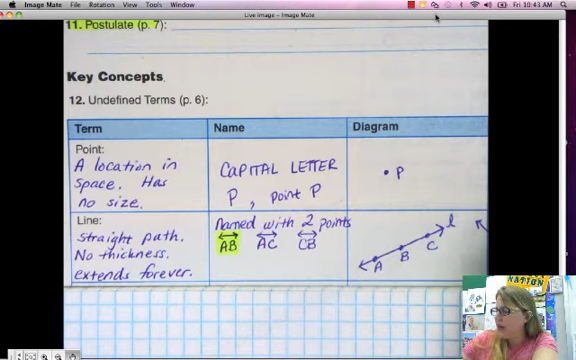 Image Mate File Rotation View Tools Window
Fri 10:43 AM
Live Image - Image Mate
11. Postulate (p. 7):
Key Concepts
12. Undefined Terms (p. 6):
Term Name Diagram
Point:
A location in
space. Has
no size.
CAPITAL LETTER
P, point P
P
Line:
Straight path.
No thickness.
extends forever.
Named with 2 points
AB AC CB
A B C l
NATION